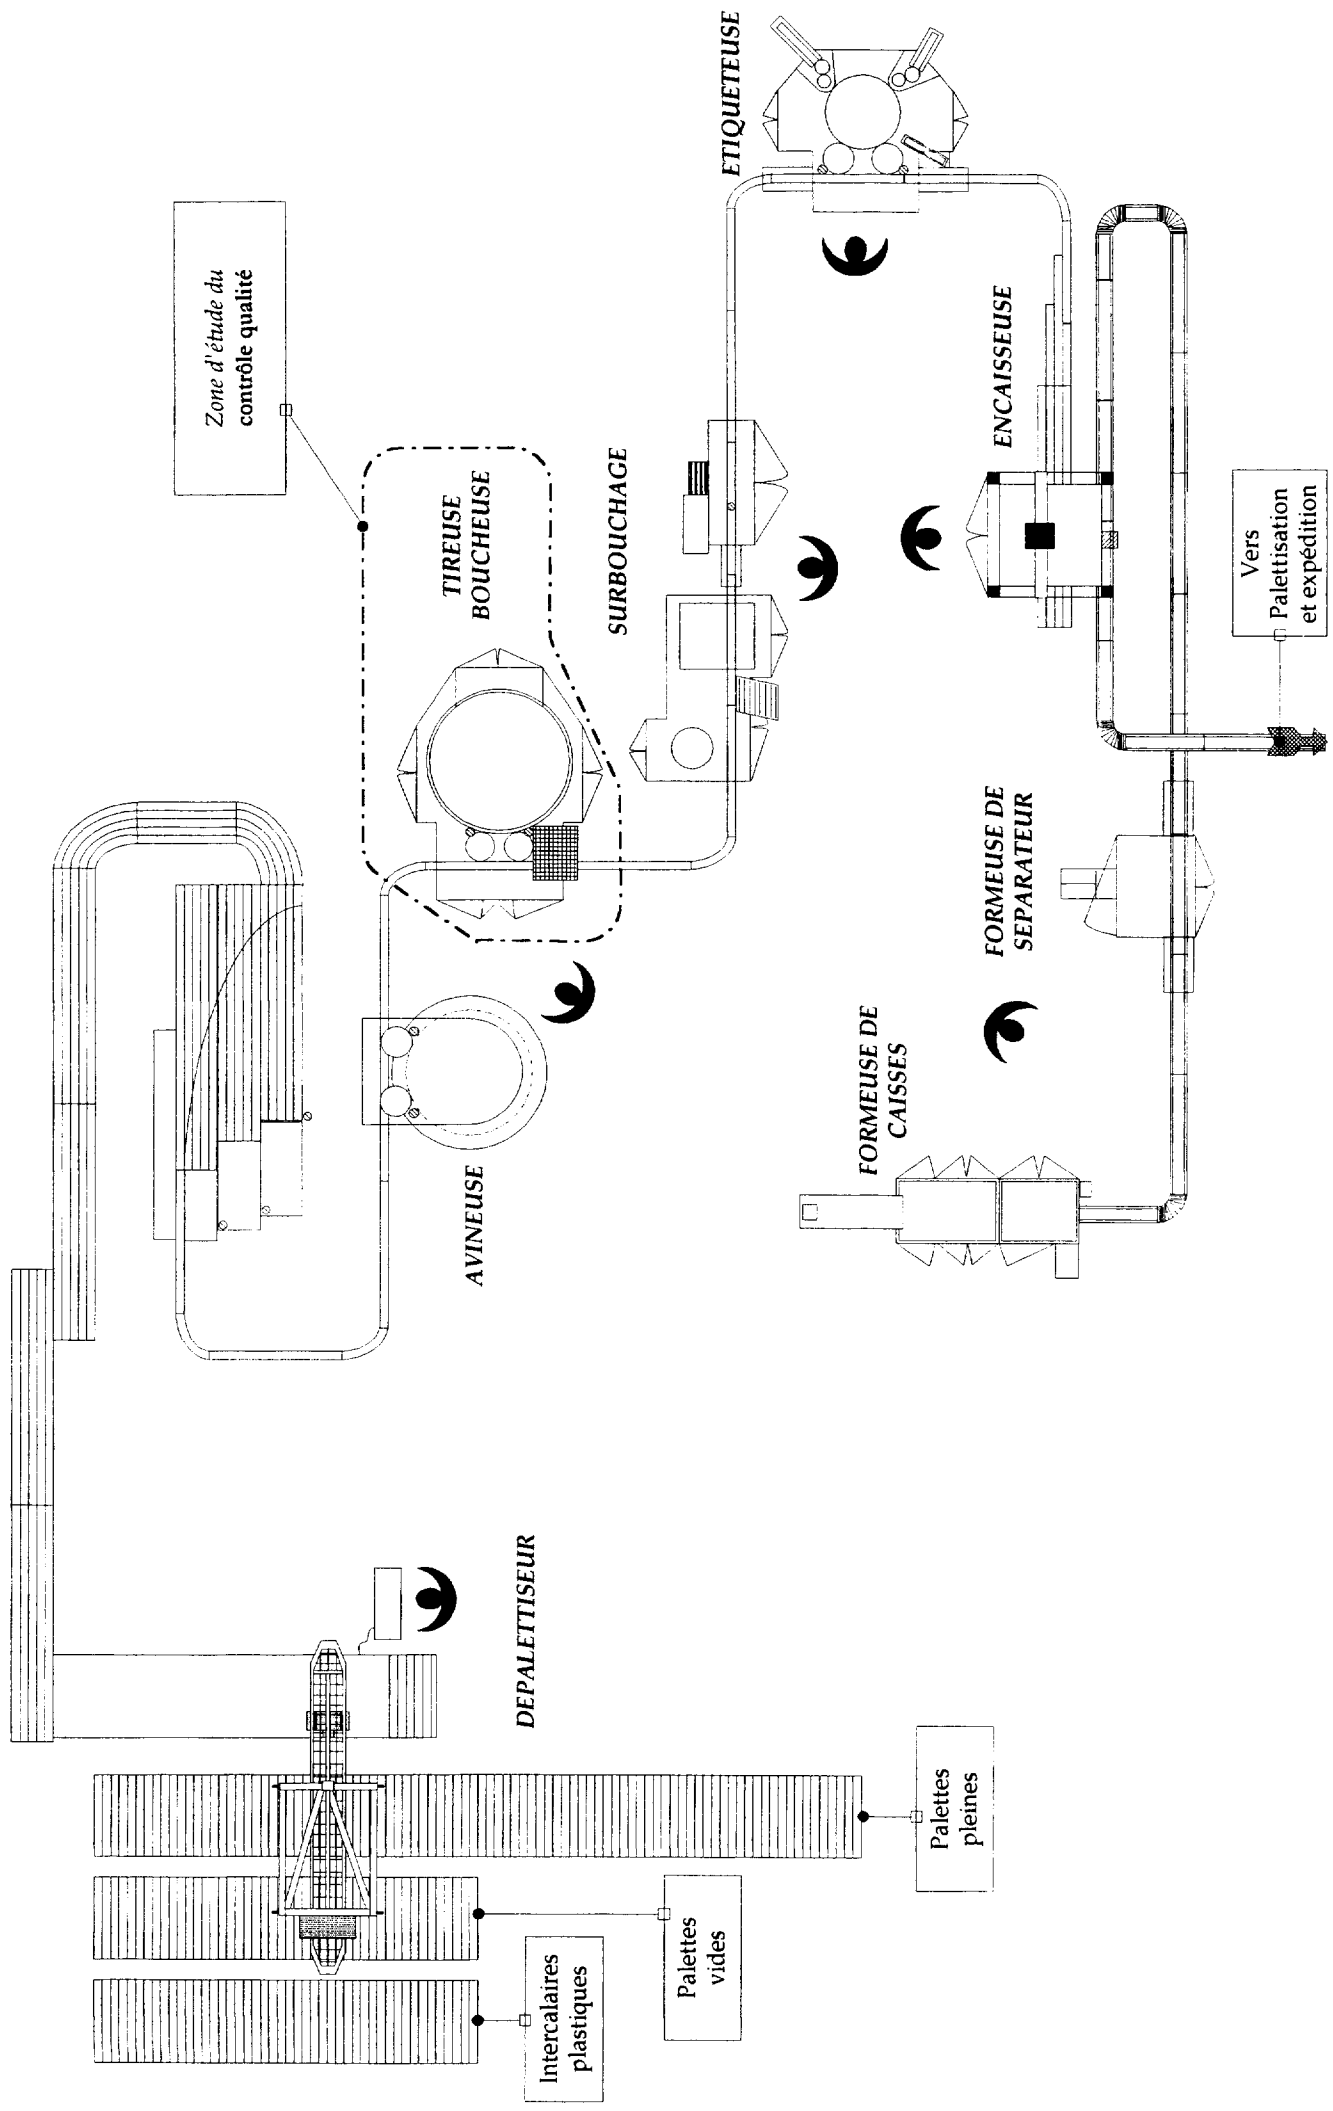 Zone d'étude du
contrôle qualité
ETIQUETEUSE
TIREUSE
BOUCHEUSE
SURBOUCHAGE
ENCAISSEUSE
Vers
Palettisation
et expédition
AVINEUSE
FORMEUSE DE
CAISSES
FORMEUSE DE
SEPARATEUR
DEPALETTISEUR
Intercalaires
plastiques
Palettes
vides
Palettes
pleines